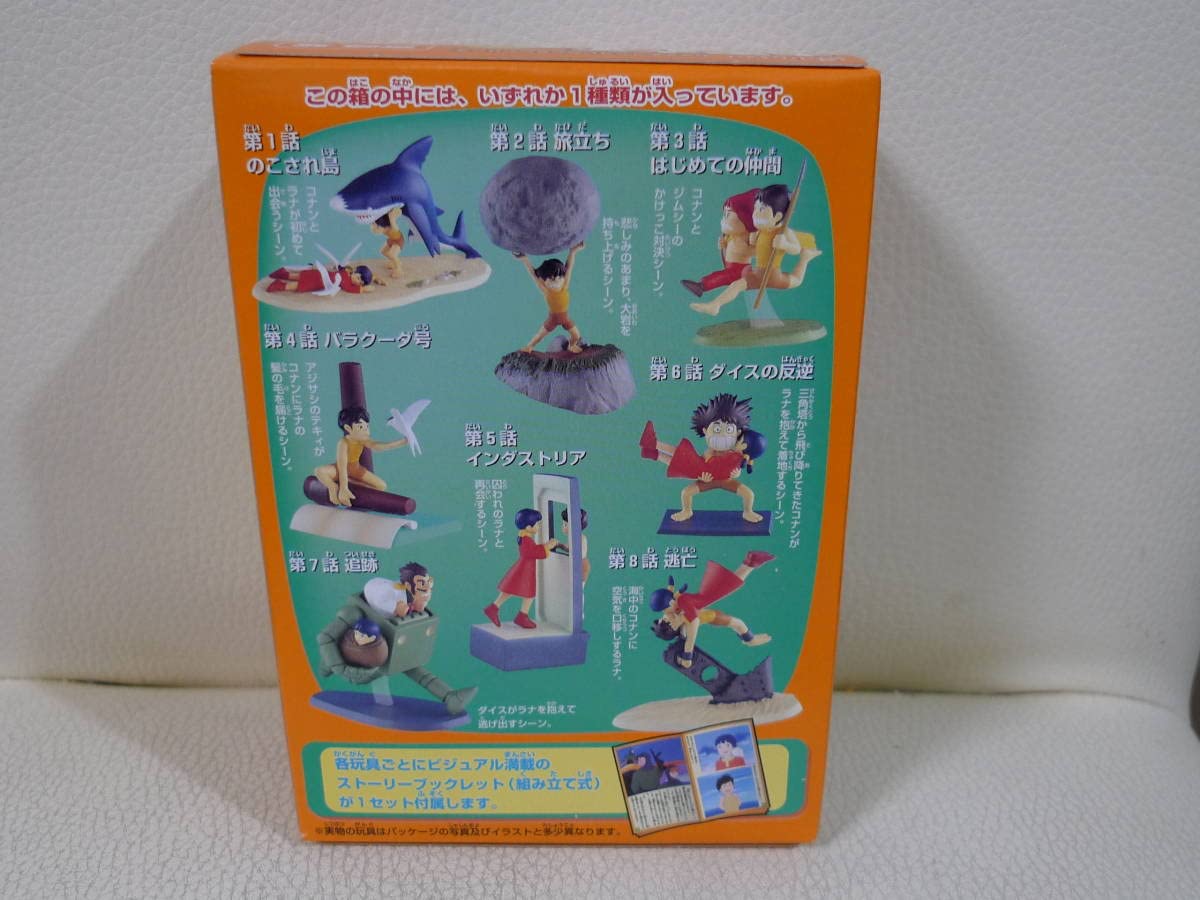 この箱の中には、いずれか1種類が入っています。
第1話
のこされ島
コナンと
ラナが初めて
出会うシーン。
第2話 旅立ち
悲しみのあまり、大岩を
持ち上げるシーン。
第3話
はじめての仲間
コナンと
ジムシーの
かけっこ対決シーン。
第4話 バラクーダ号
アジサシのテキィが
コナンにラナの
髪の毛を届けるシーン。
第5話
インダストリア
囚われのラナと
再会するシーン。
第6話 ダイスの反逆
三角塔から飛び降りてきたコナンが
ラナを抱えて着地するシーン。
第7話 追跡
ダイスがラナを抱えて
逃げ出すシーン。
第8話 逃亡
海中のコナンに
空気を口移しするラナ。
各玩具ごとにビジュアル満載の
ストーリーブックレット(組み立て式)
が1セット付属します。
※実物の玩具はパッケージの写真及びイラストと多少異なります。